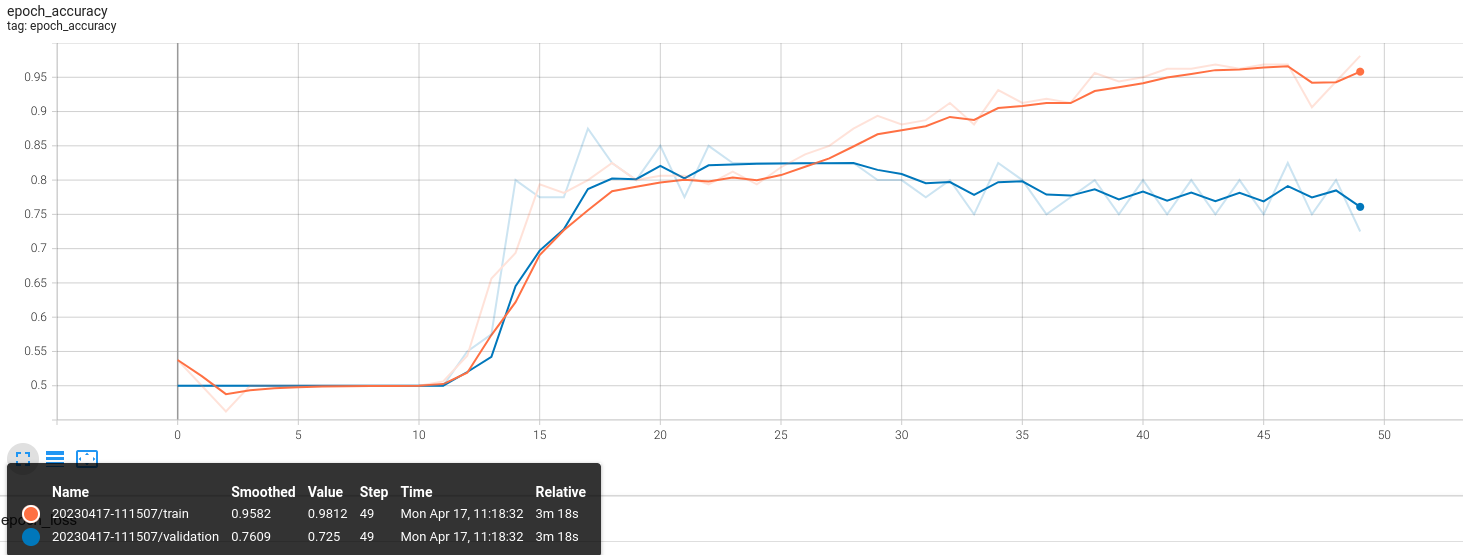 epoch_accuracy
tag: epoch_accuracy
0.95
0.9
0.85
0.8
0.75
0.7
0.65
0.6
0.55
0.5
0 5 10 15 20 25 30 35 40 45 50
Name Smoothed Value Step Time Relative
20230417-111507/train 0.9582 0.9812 49 Mon Apr 17, 11:18:32 3m 18s
epoch_loss
20230417-111507/validation 0.7609 0.725 49 Mon Apr 17, 11:18:32 3m 18s